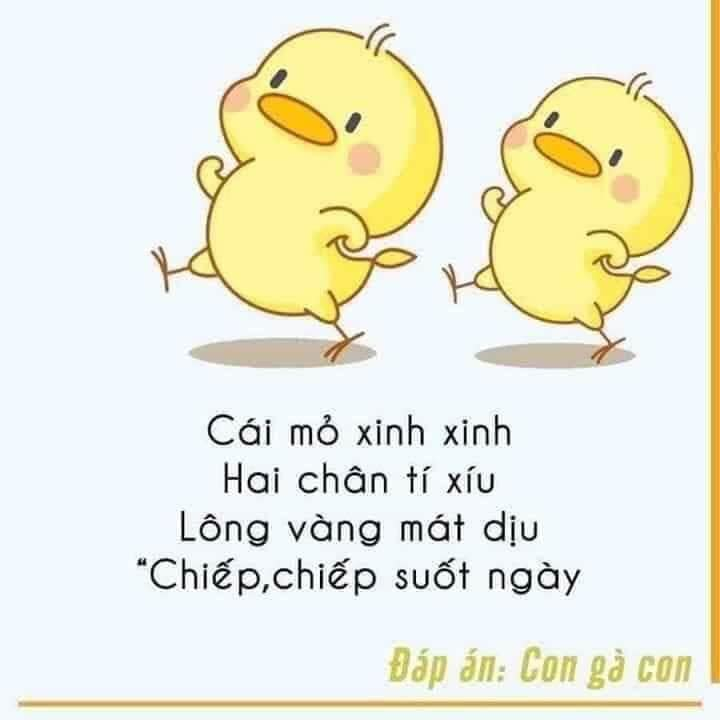 Cái mỏ xinh xinh
Hai chân tí xíu
Lông vàng mát dịu
“Chiếp,chiếp suốt ngày
Đáp án: Con gà con